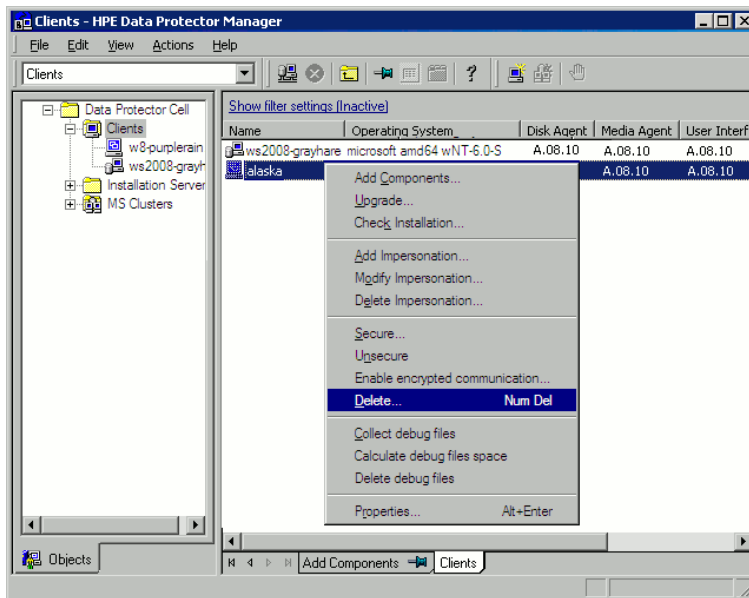 Clients - HPE Data Protector Manager
File Edit View Actions Help
Clients
Data Protector Cell
Clients
w8-purplerain
ws2008-grayh
Installation Server
MS Clusters
Objects
Show filter settings (Inactive)
Name Operating System Disk Agent Media Agent User Interf
ws2008-grayhare microsoft amd64 wNT-6.0-S A.08.10 A.08.10 A.08.10
alaska A.08.10 A.08.10
Add Components...
Upgrade...
Check Installation...
Add Impersonation...
Modify Impersonation...
Delete Impersonation...
Secure...
Unsecure
Enable encrypted communication...
Delete... Num Del
Collect debug files
Calculate debug files space
Delete debug files
Properties... Alt+Enter
Add Components Clients